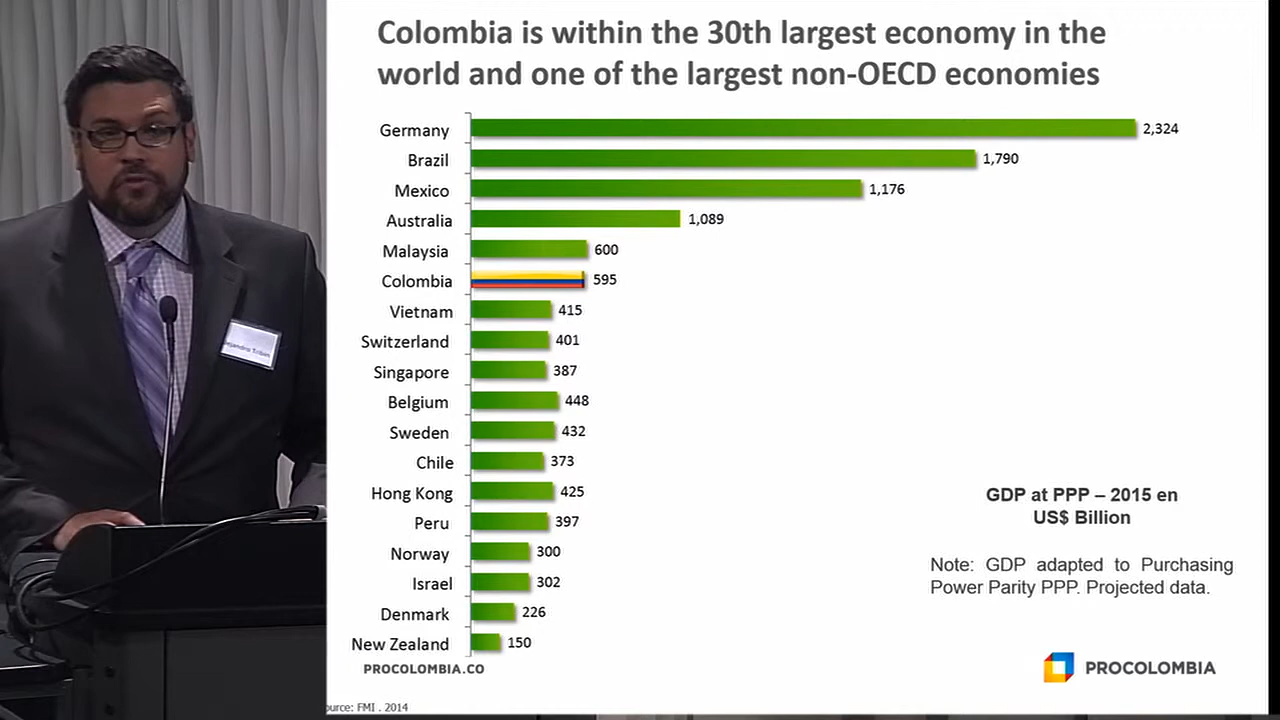 Colombia is within the 30th largest economy in the
world and one of the largest non-OECD economies
Germany 2,324
Brazil 1,790
Mexico 1,176
Australia 1,089
Malaysia 600
Colombia 595
Vietnam 415
Switzerland 401
Singapore 387
Belgium 448
Sweden 432
Chile 373
Hong Kong 425
Peru 397
Norway 300
Israel 302
Denmark 226
New Zealand 150
GDP at PPP – 2015 en
US$ Billion
Note: GDP adapted to Purchasing
Power Parity PPP. Projected data.
PROCOLOMBIA.CO
PROCOLOMBIA
FMI . 2014